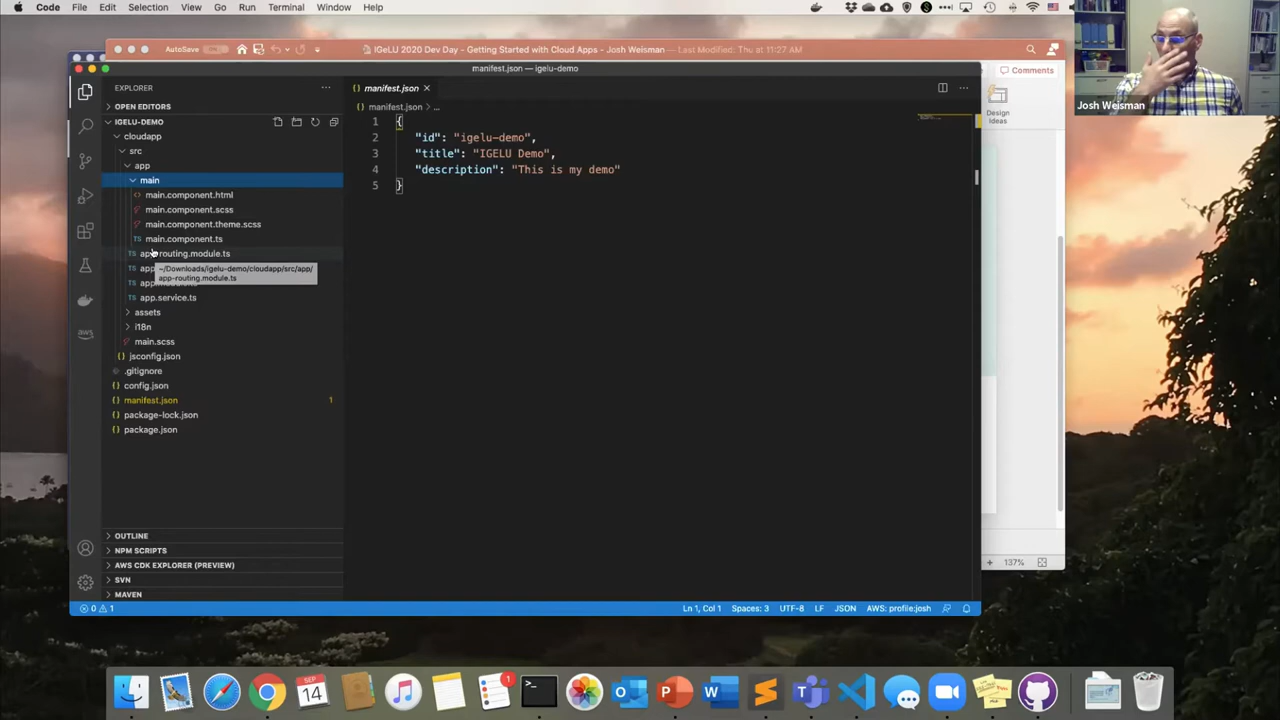 Code File Edit Selection View Go Run Terminal Window Help
AutoSave
IGeLU 2020 Dev Day - Getting Started with Cloud Apps - Josh Weisman — Last Modified: Thu at 11:27 AM
manifest.json — igelu-demo
Comments
Design
Ideas
Josh Weisman
EXPLORER
OPEN EDITORS
IGELU-DEMO
cloudapp
src
app
main
main.component.html
main.component.scss
main.component.theme.scss
TS main.component.ts
TS app-routing.module.ts
~/Downloads/igelu-demo/cloudapp/src/app/
app-routing.module.ts
TS app
TS app.service.ts
assets
i18n
main.scss
{} jsconfig.json
.gitignore
{} config.json
{} manifest.json 1
{} package-lock.json
{} package.json
OUTLINE
NPM SCRIPTS
AWS CDK EXPLORER (PREVIEW)
SVN
MAVEN
aws
{} manifest.json ×
{} manifest.json > ...
1 {
2 "id": "igelu-demo",
3 "title": "IGELU Demo",
4 "description": "This is my demo"
5 }
137%
0 1
Ln 1, Col 1 Spaces: 3 UTF-8 LF JSON AWS: profile:josh
SEP
14
1